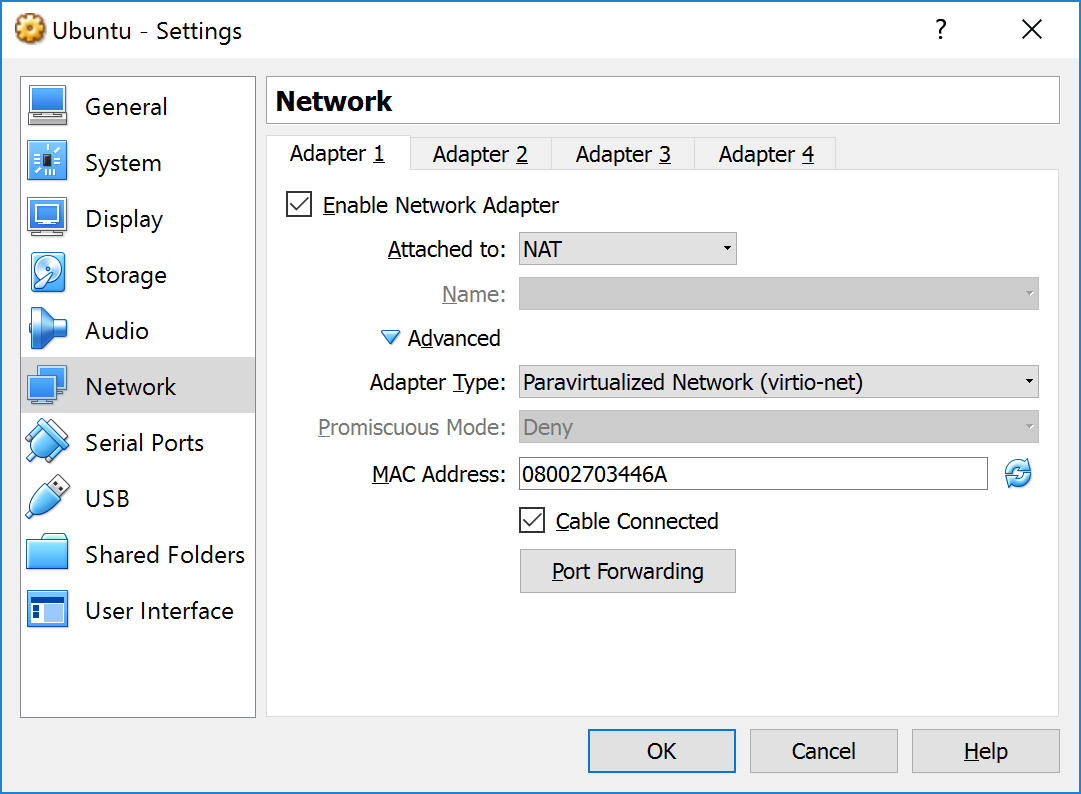 Ubuntu - Settings
?
General
System
Display
Storage
Audio
Network
Serial Ports
USB
Shared Folders
User Interface
Network
Adapter 1 Adapter 2 Adapter 3 Adapter 4
Enable Network Adapter
Attached to: NAT
Name:
Advanced
Adapter Type: Paravirtualized Network (virtio-net)
Promiscuous Mode: Deny
MAC Address: 08002703446A
Cable Connected
Port Forwarding
OK Cancel Help